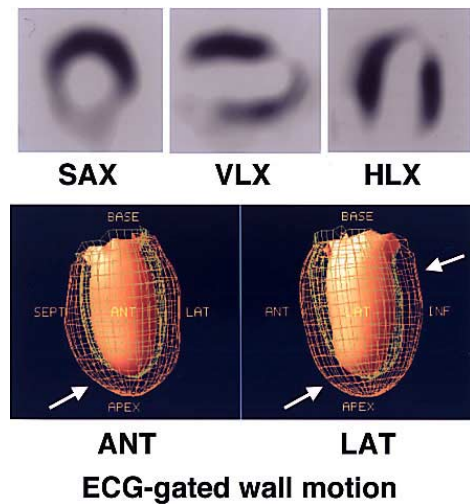 SAX VLX HLX
BASE BASE
SEPT ANT LAT ANT LAT INF
APEX APEX
ANT LAT
ECG-gated wall motion